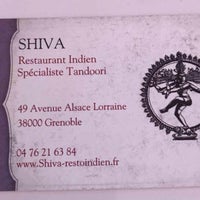 SHIVA
Restaurant Indien
Spécialiste Tandoori
49 Avenue Alsace Lorraine
38000 Grenoble
04 76 21 63 84
www.Shiva-restoindien.fr